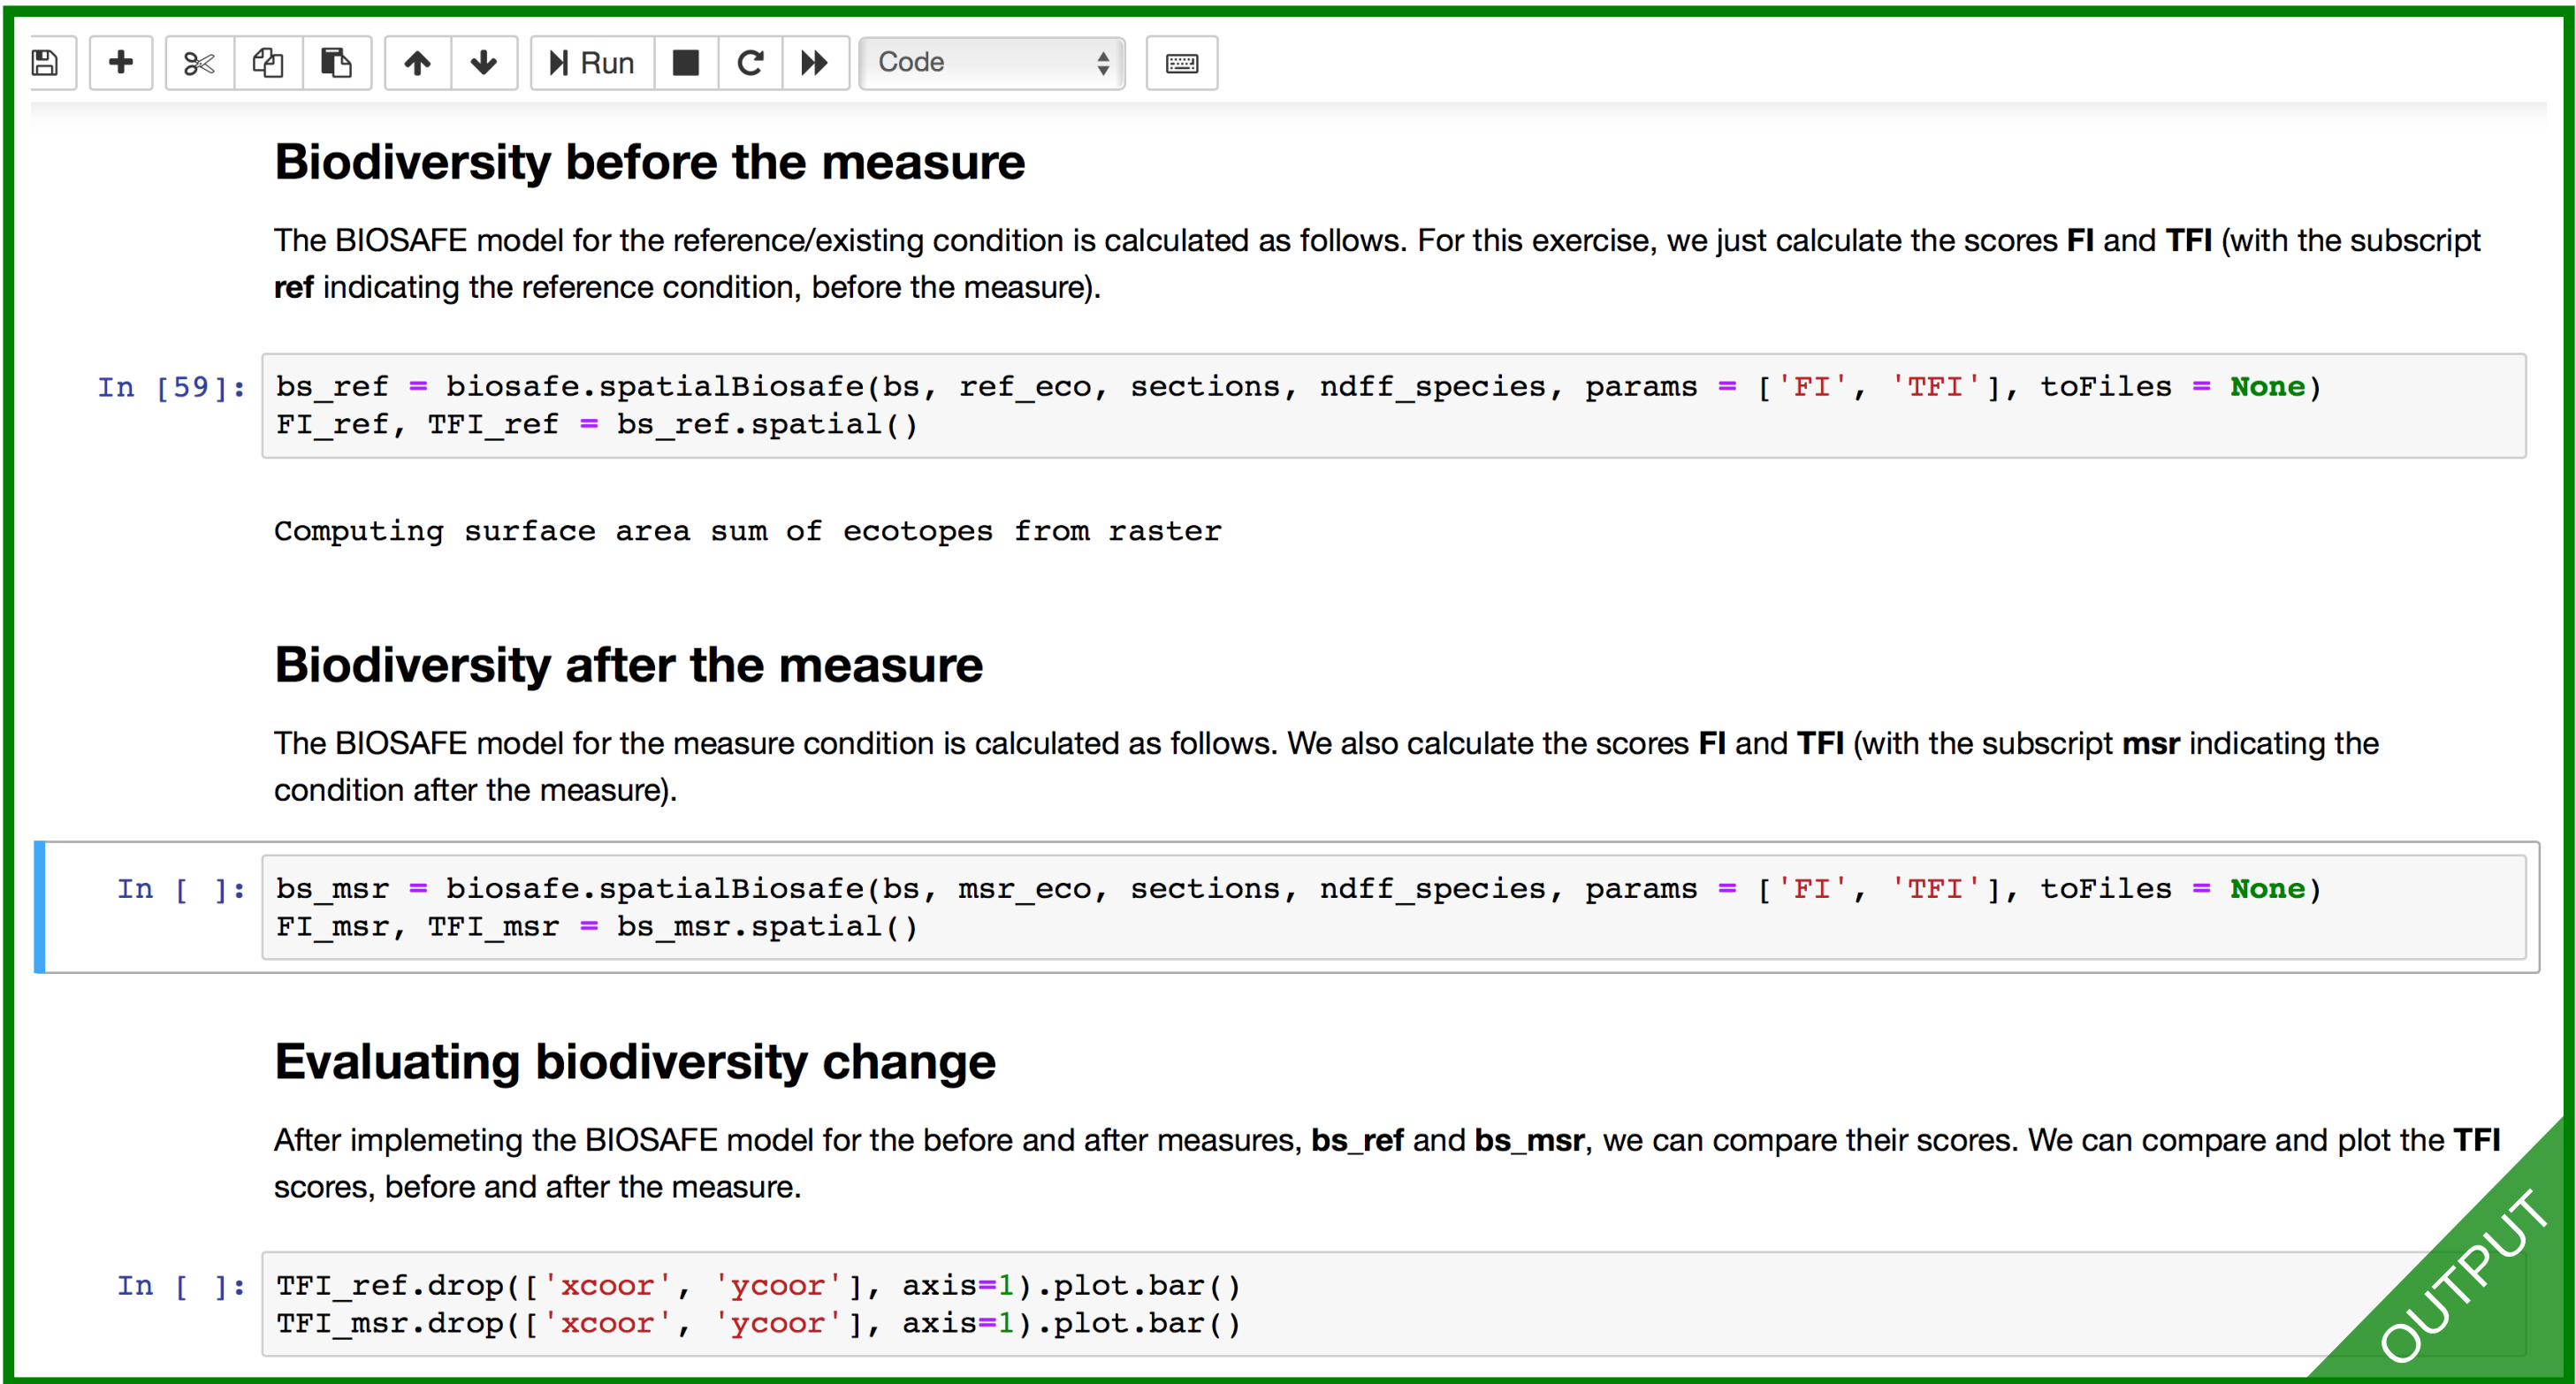 Run
Code
Biodiversity before the measure
The BIOSAFE model for the reference/existing condition is calculated as follows. For this exercise, we just calculate the scores FI and TFI (with the subscript
ref indicating the reference condition, before the measure).
In [59]: bs_ref = biosafe.spatialBiosafe(bs, ref_eco, sections, ndff_species, params = ['FI', 'TFI'], toFiles = None)
FI_ref, TFI_ref = bs_ref.spatial()
Computing surface area sum of ecotopes from raster
Biodiversity after the measure
The BIOSAFE model for the measure condition is calculated as follows. We also calculate the scores FI and TFI (with the subscript msr indicating the
condition after the measure).
In [ ]: bs_msr = biosafe.spatialBiosafe(bs, msr_eco, sections, ndff_species, params = ['FI', 'TFI'], toFiles = None)
FI_msr, TFI_msr = bs_msr.spatial()
Evaluating biodiversity change
After implemeting the BIOSAFE model for the before and after measures, bs_ref and bs_msr, we can compare their scores. We can compare and plot the TFI
scores, before and after the measure.
In [ ]: TFI_ref.drop(['xcoor', 'ycoor'], axis=1).plot.bar()
TFI_msr.drop(['xcoor', 'ycoor'], axis=1).plot.bar()
OUTPUT